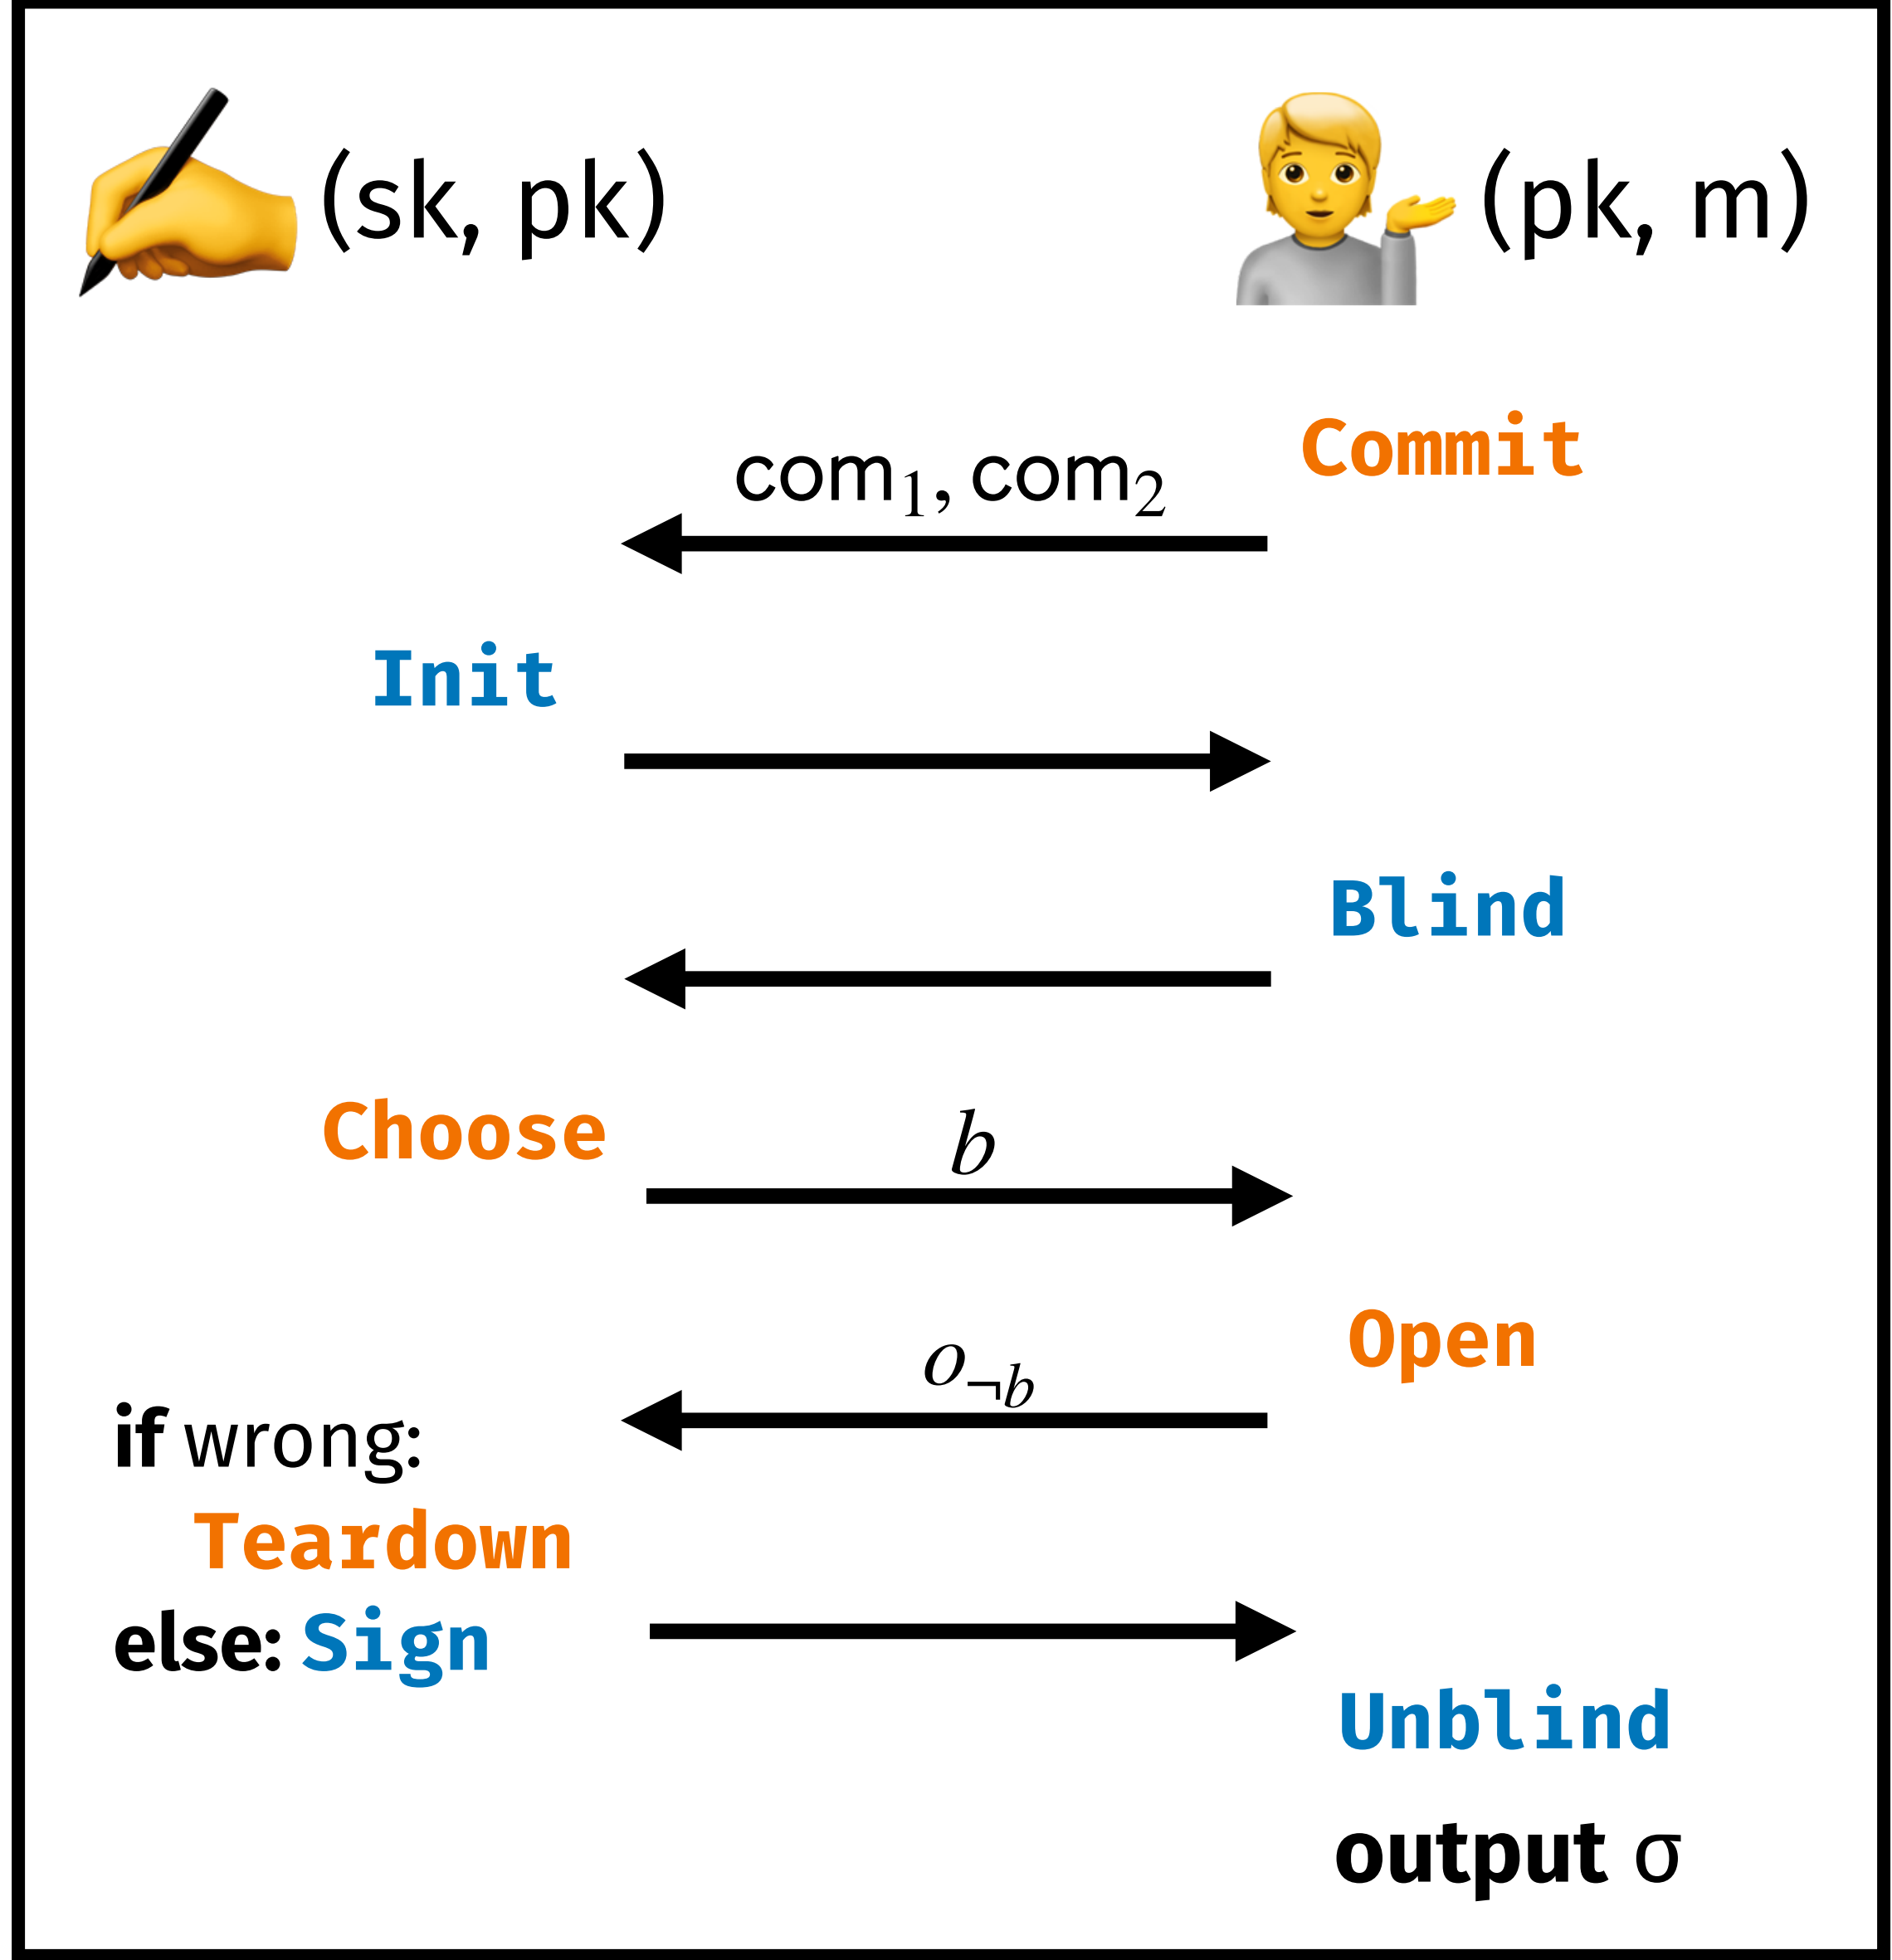 (sk, pk)
(pk, m)
Commit
com₁, com₂
Init
Blind
Choose
b
Open
o¬b
if wrong:
Teardown
else: Sign
Unblind
output σ